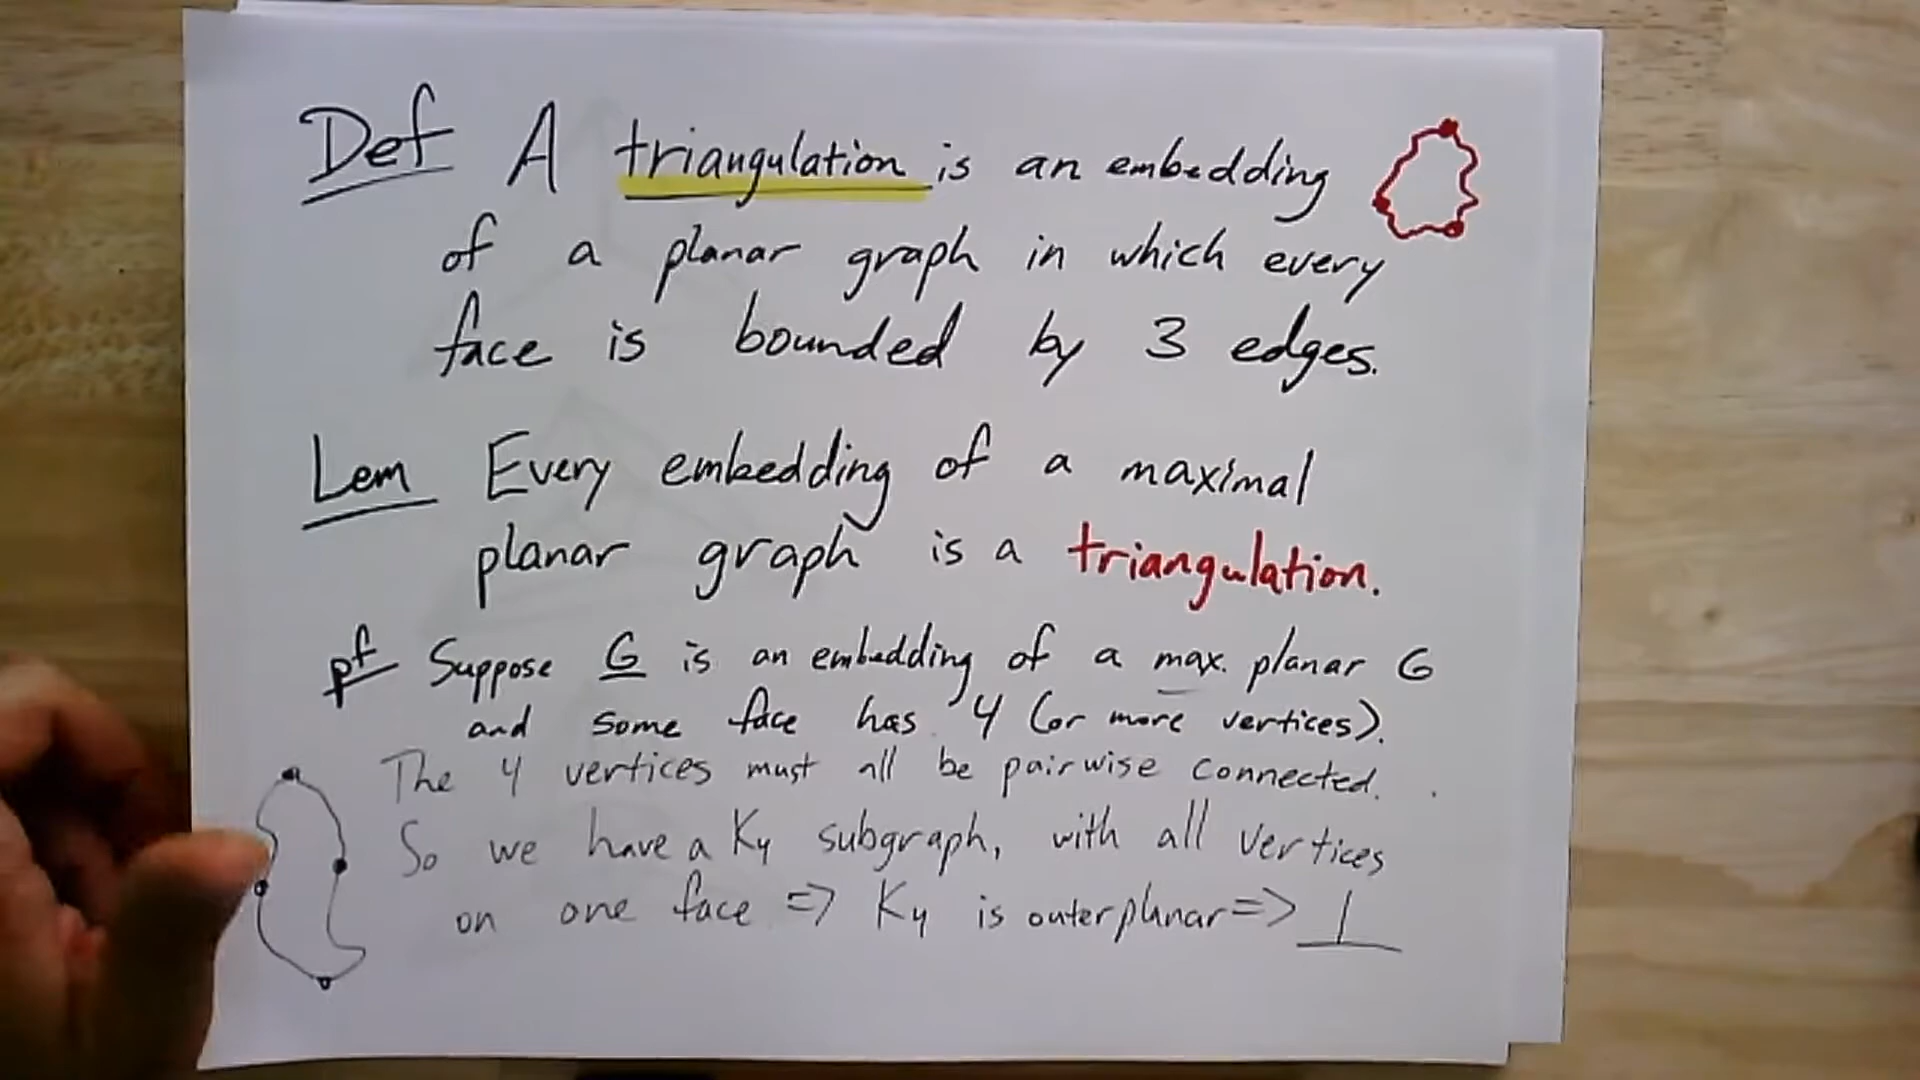 Def A triangulation is an embedding
of a planar graph in which every
face is bounded by 3 edges.
Lem Every embedding of a maximal
planar graph is a triangulation.
pf Suppose G is an embedding of a max. planar G
and some face has 4 (or more vertices).
The 4 vertices must all be pairwise connected.
So we have a K4 subgraph, with all vertices
on one face => K4 is outerplanar => ⊥